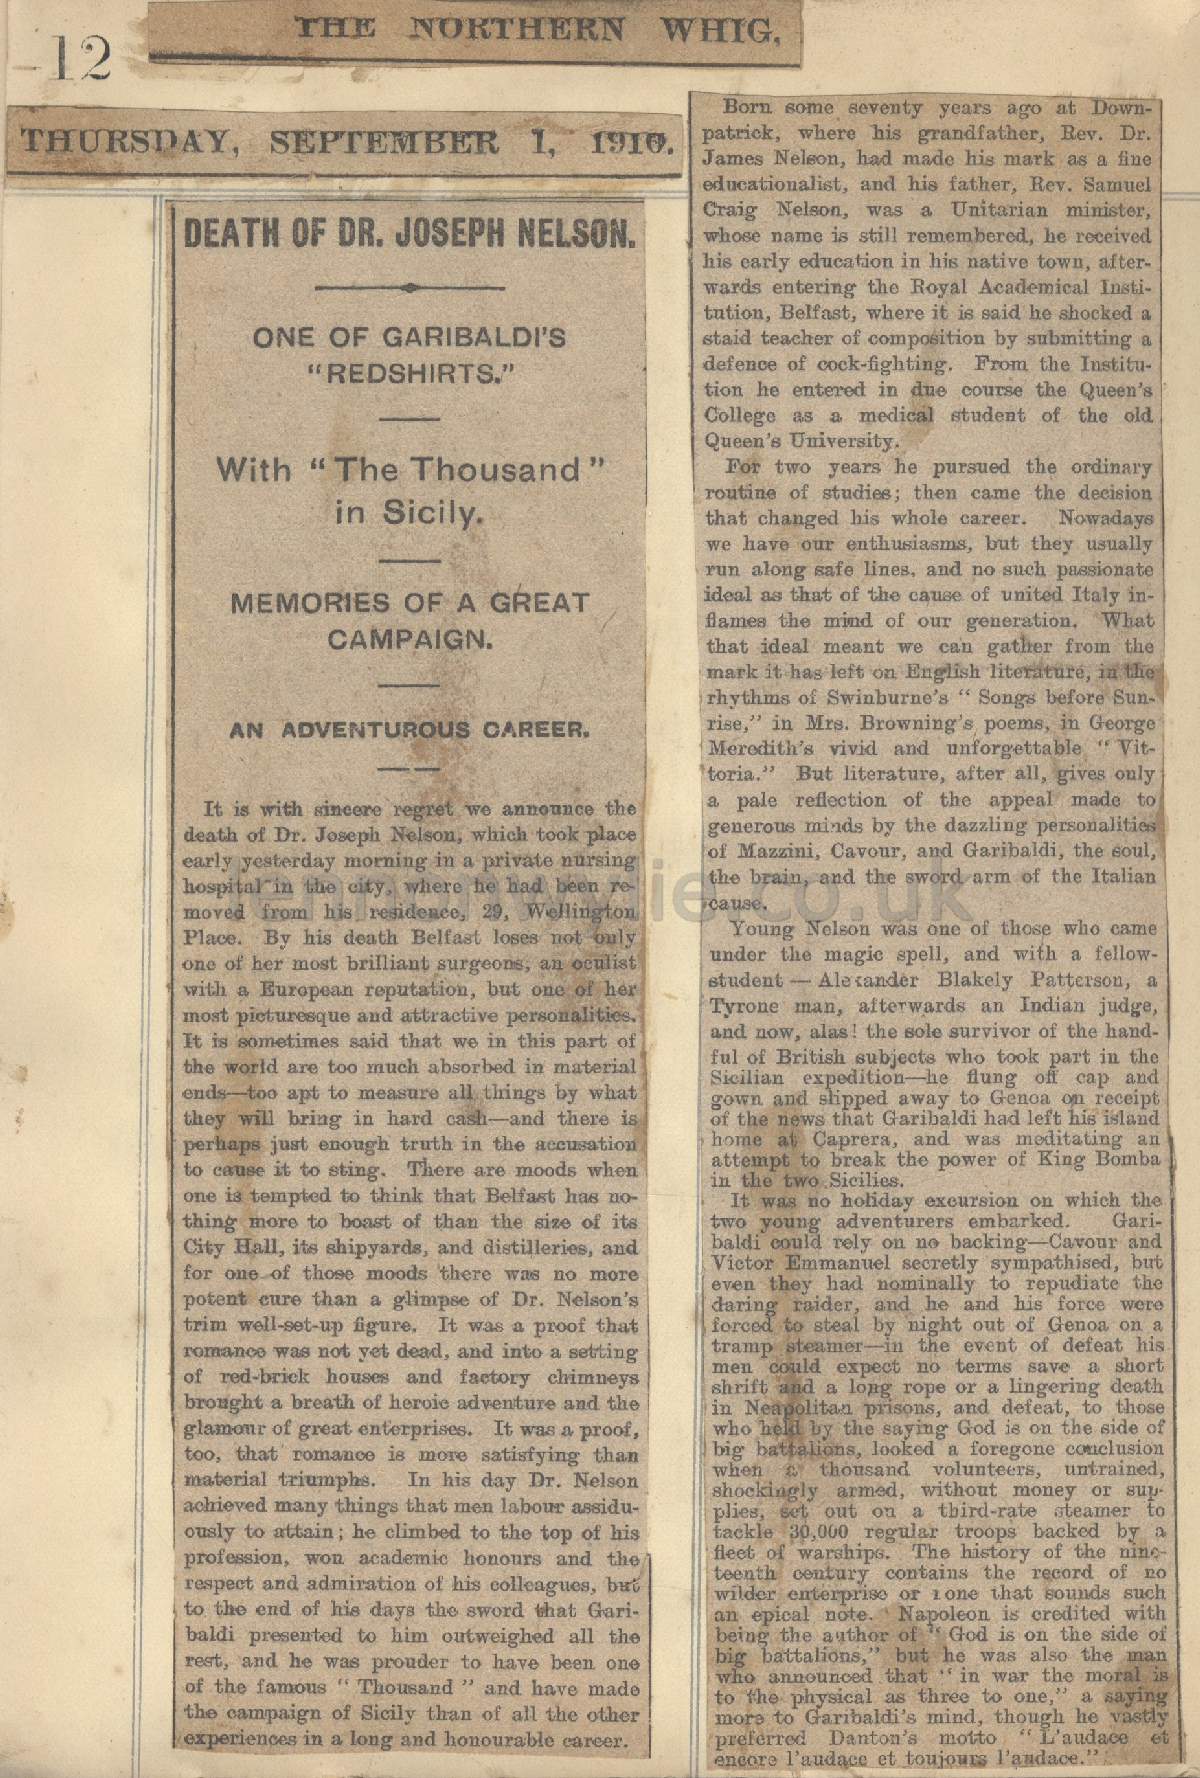 THE NORTHERN WHIG.
12
THURSDAY, SEPTEMBER 1, 1910.
DEATH OF DR. JOSEPH NELSON.
ONE OF GARIBALDI'S
"REDSHIRTS."
With "The Thousand"
in Sicily.
MEMORIES OF A GREAT
CAMPAIGN.
AN ADVENTUROUS CAREER.
It is with sincere regret we announce the
death of Dr. Joseph Nelson, which took place
early yesterday morning in a private nursing
hospital in the city, where he had been re-
moved from his residence, 29, Wellington
Place. By his death Belfast loses not only
one of her most brilliant surgeons, an oculist
with a European reputation, but one of her
most picturesque and attractive personalities.
It is sometimes said that we in this part of
the world are too much absorbed in material
ends—too apt to measure all things by what
they will bring in hard cash—and there is
perhaps just enough truth in the accusation
to cause it to sting. There are moods when
one is tempted to think that Belfast has no-
thing more to boast of than the size of its
City Hall, its shipyards, and distilleries, and
for one of those moods there was no more
potent cure than a glimpse of Dr. Nelson's
trim well-set-up figure. It was a proof that
romance was not yet dead, and into a setting
of red-brick houses and factory chimneys
brought a breath of heroic adventure and the
glamour of great enterprises. It was a proof,
too, that romance is more satisfying than
material triumphs. In his day Dr. Nelson
achieved many things that men labour assidu-
ously to attain; he climbed to the top of his
profession, won academic honours and the
respect and admiration of his colleagues, but
to the end of his days the sword that Gari-
baldi presented to him outweighed all the
rest, and he was prouder to have been one
of the famous "Thousand" and have made
the campaign of Sicily than of all the other
experiences in a long and honourable career.
Born some seventy years ago at Down-
patrick, where his grandfather, Rev. Dr.
James Nelson, had made his mark as a fine
educationalist, and his father, Rev. Samuel
Craig Nelson, was a Unitarian minister,
whose name is still remembered, he received
his early education in his native town, after-
wards entering the Royal Academical Insti-
tution, Belfast, where it is said he shocked a
staid teacher of composition by submitting a
defence of cock-fighting. From the Institu-
tion he entered in due course the Queen's
College as a medical student of the old
Queen's University.
For two years he pursued the ordinary
routine of studies; then came the decision
that changed his whole career. Nowadays
we have our enthusiasms, but they usually
run along safe lines, and no such passionate
ideal as that of the cause of united Italy in-
flames the mind of our generation. What
that ideal meant we can gather from the
mark it has left on English literature, in the
rhythms of Swinburne's "Songs before Sun-
rise," in Mrs. Browning's poems, in George
Meredith's vivid and unforgettable "Vit-
toria." But literature, after all, gives only
a pale reflection of the appeal made to
generous minds by the dazzling personalities
of Mazzini, Cavour, and Garibaldi, the soul,
the brain, and the sword arm of the Italian
cause.
Young Nelson was one of those who came
under the magic spell, and with a fellow-
student — Alexander Blakely Patterson, a
Tyrone man, afterwards an Indian judge,
and now, alas! the sole survivor of the hand-
ful of British subjects who took part in the
Sicilian expedition—he flung off cap and
gown and slipped away to Genoa on receipt
of the news that Garibaldi had left his island
home at Caprera, and was meditating an
attempt to break the power of King Bomba
in the two Sicilies.
It was no holiday excursion on which the
two young adventurers embarked. Gari-
baldi could rely on no backing—Cavour and
Victor Emmanuel secretly sympathised, but
even they had nominally to repudiate the
daring raider, and he and his force were
forced to steal by night out of Genoa on a
tramp steamer—in the event of defeat his
men could expect no terms save a short
shrift and a long rope or a lingering death
in Neapolitan prisons, and defeat, to those
who held by the saying God is on the side of
big battalions, looked a foregone conclusion
when a thousand volunteers, untrained,
shockingly armed, without money or sup-
plies, set out on a third-rate steamer to
tackle 30,000 regular troops backed by a
fleet of warships. The history of the nine-
teenth century contains the record of no
wilder enterprise or one that sounds such
an epical note. Napoleon is credited with
being the author of "God is on the side of
big battalions," but he was also the man
who announced that "in war the moral is
to the physical as three to one," a saying
more to Garibaldi's mind, though he vastly
preferred Danton's motto "L'audace et
encore l'audace et toujours l'audace."